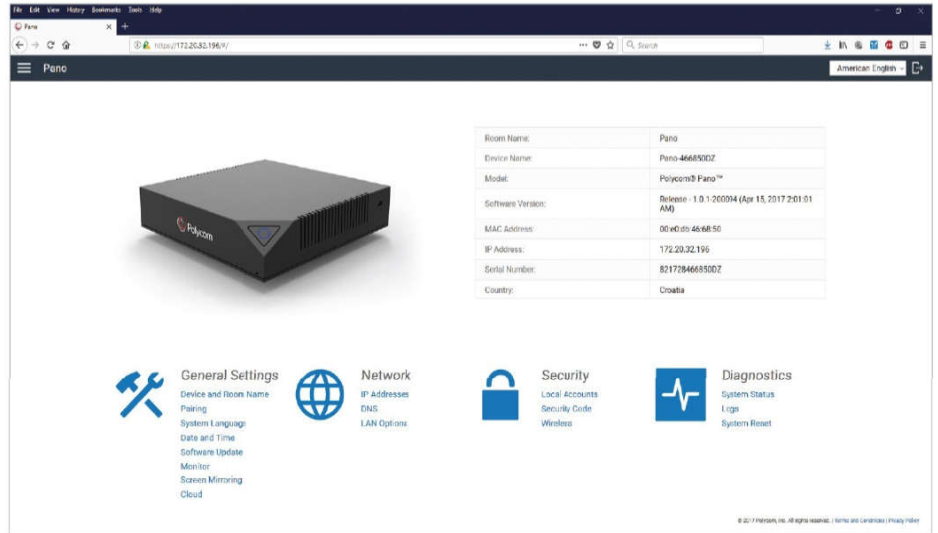 File Edit View History Bookmarks Tools Help
Pano
https://172.20.32.196/#/
Search
Pano
American English
Polycom
Room Name: Pano
Device Name: Pano-466850DZ
Model: Polycom® Pano™
Software Version: Release - 1.0.1-200094 (Apr 15, 2017 2:01:01
AM)
MAC Address: 00:e0:db:46:68:50
IP Address: 172.20.32.196
Serial Number: 821728466850DZ
Country: Croatia
General Settings
Device and Room Name
Pairing
System Language
Date and Time
Software Update
Monitor
Screen Mirroring
Cloud
Network
IP Addresses
DNS
LAN Options
Security
Local Accounts
Security Code
Wireless
Diagnostics
System Status
Logs
System Reset
© 2017 Polycom, Inc. All rights reserved. | Terms and Conditions | Privacy Policy